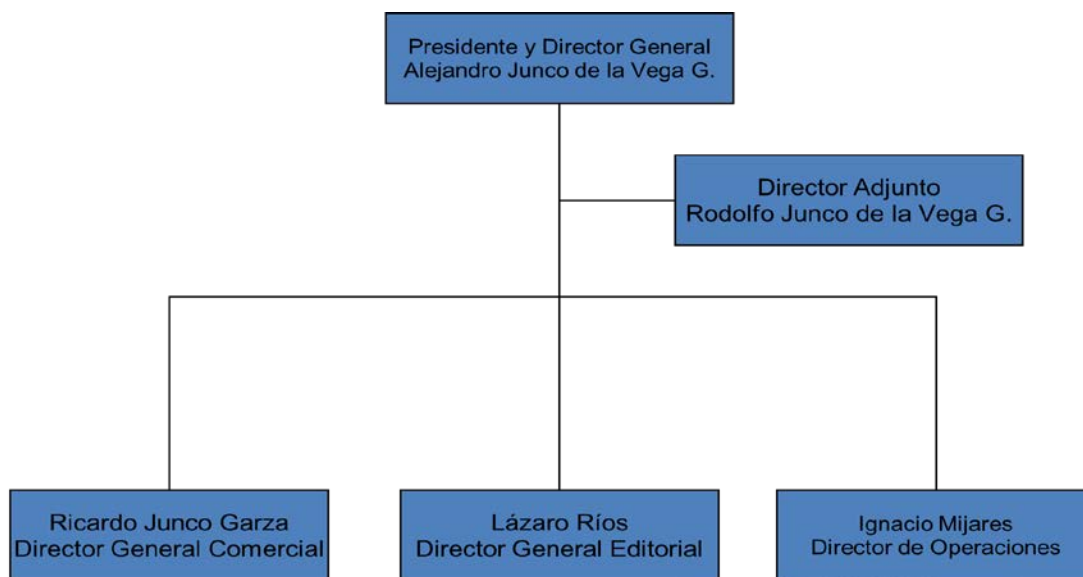 Presidente y Director General
Alejandro Junco de la Vega G.
Director Adjunto
Rodolfo Junco de la Vega G.
Ricardo Junco Garza
Director General Comercial
Lázaro Ríos
Director General Editorial
Ignacio Mijares
Director de Operaciones